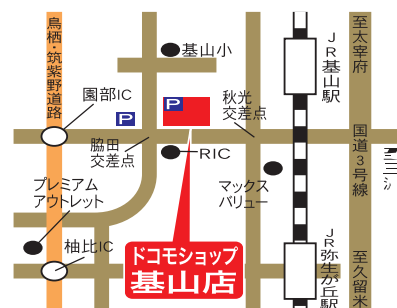 鳥栖・筑紫野道路
基山小
JR基山駅
至太宰府
園部IC
P
P
秋光
交差点
脇田
交差点
RIC
国道3号線
プレミアム
アウトレット
マックス
バリュー
柚比IC
ドコモショップ
基山店
JR弥生が丘駅
至久留米